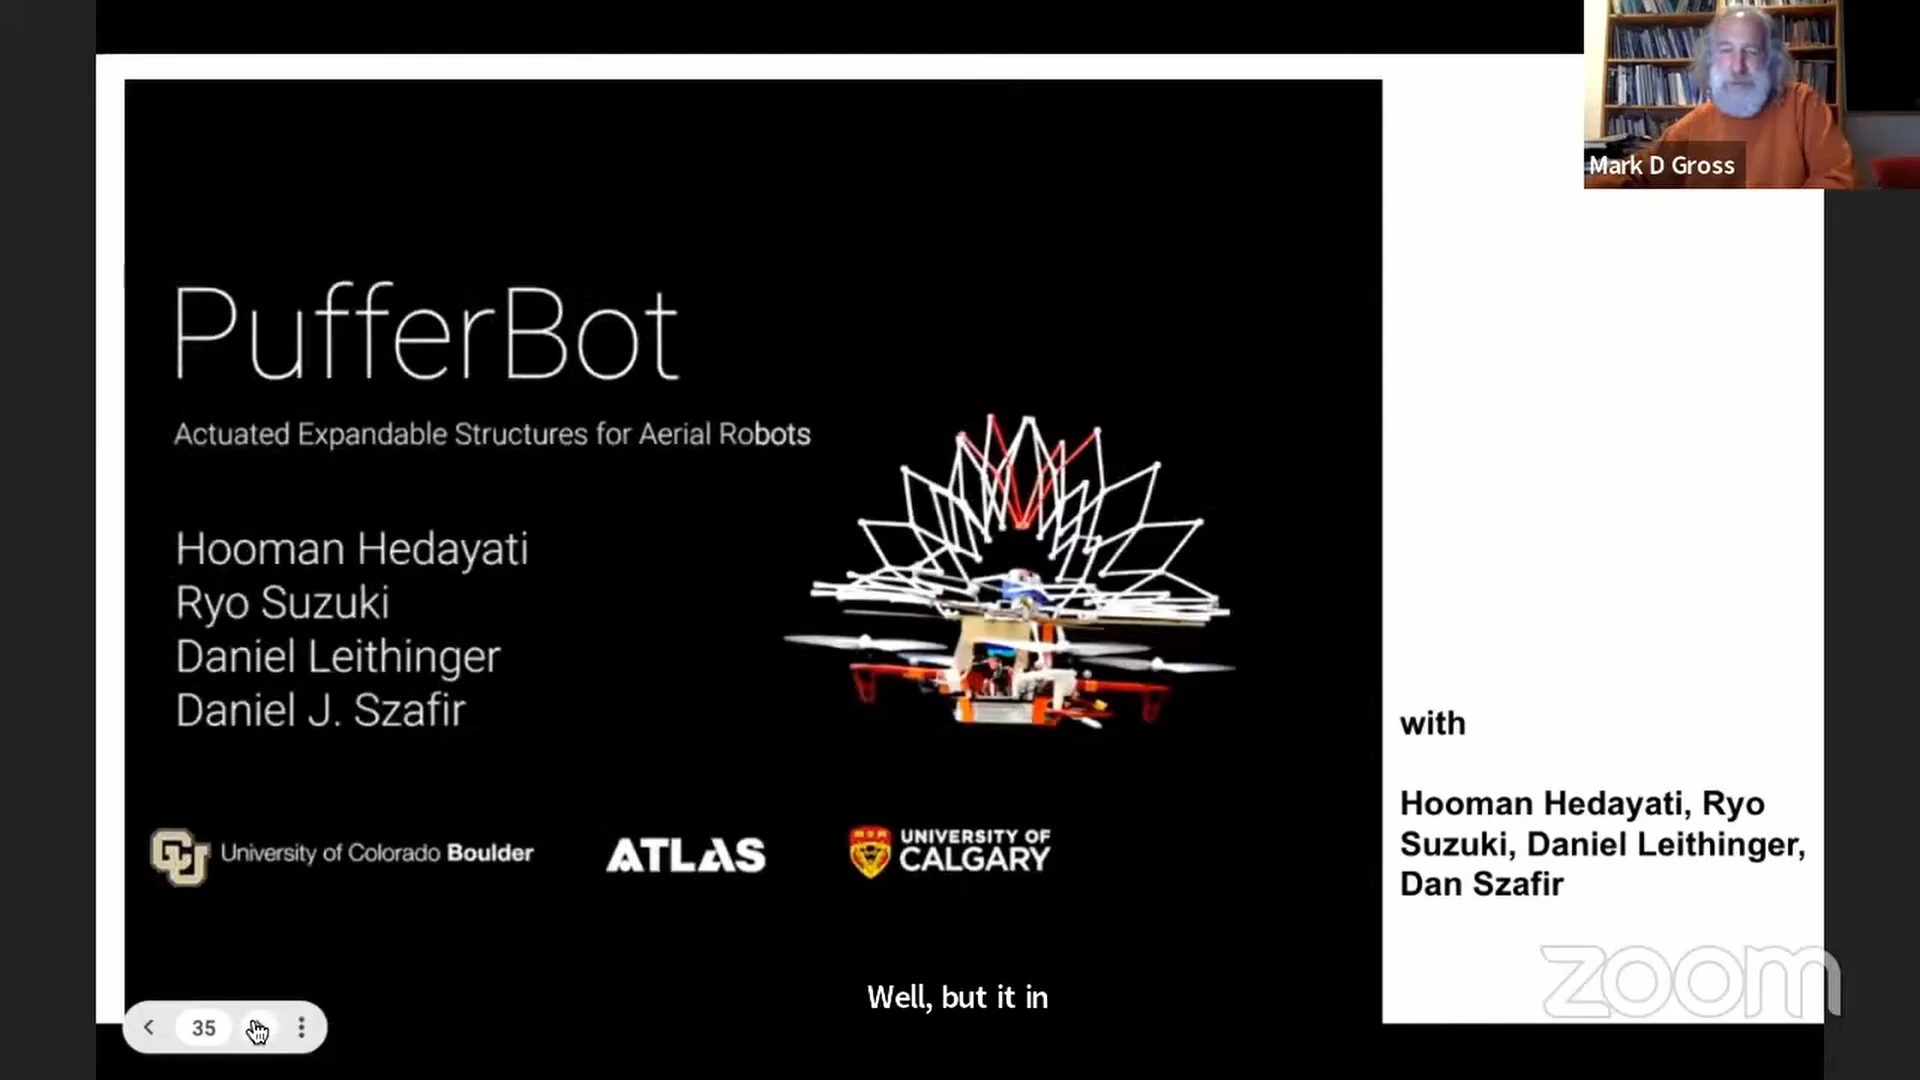 Mark D Gross
PufferBot
Actuated Expandable Structures for Aerial Robots
Hooman Hedayati
Ryo Suzuki
Daniel Leithinger
Daniel J. Szafir
CU University of Colorado Boulder
ATLAS
UNIVERSITY OF
CALGARY
with
Hooman Hedayati, Ryo
Suzuki, Daniel Leithinger,
Dan Szafir
zoom
Well, but it in
35